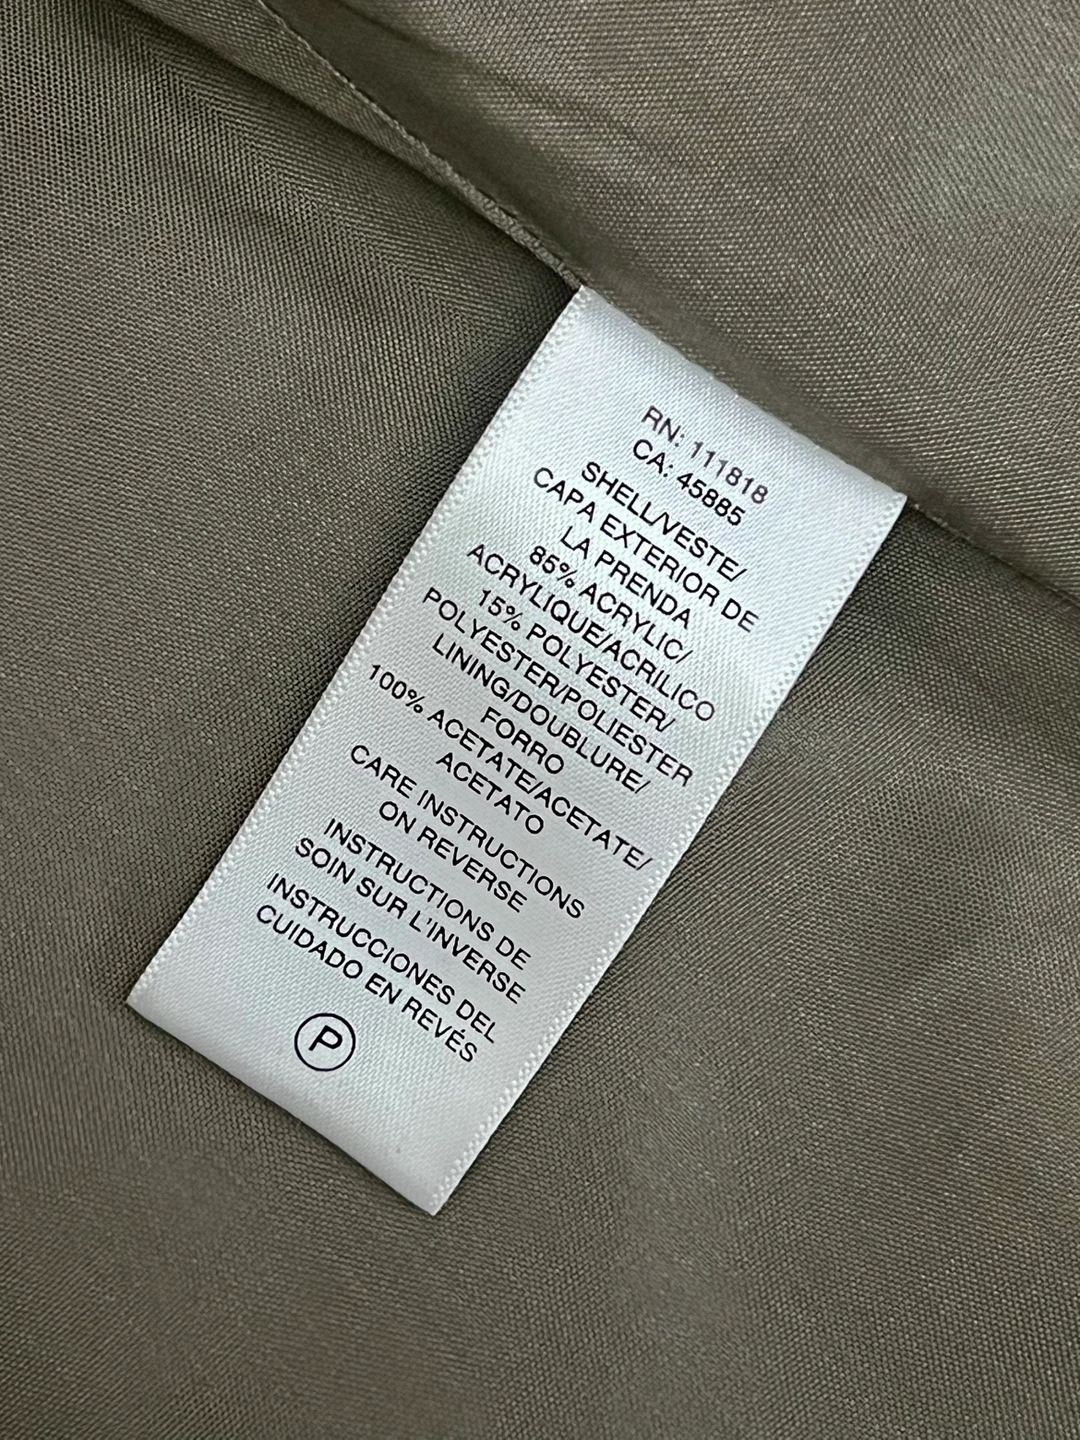 RN: 111818
CA: 45885
SHELL/VESTE/
CAPA EXTERIOR DE
LA PRENDA
85% ACRYLIC/
ACRYLIQUE/ACRILICO
15% POLYESTER/
POLYESTER/POLIESTER
LINING/DOUBLURE/
FORRO
100% ACETATE/ACETATE/
ACETATO
CARE INSTRUCTIONS
ON REVERSE
INSTRUCTIONS DE
SOIN SUR L'INVERSE
INSTRUCCIONES DEL
CUIDADO EN REVÉS
P